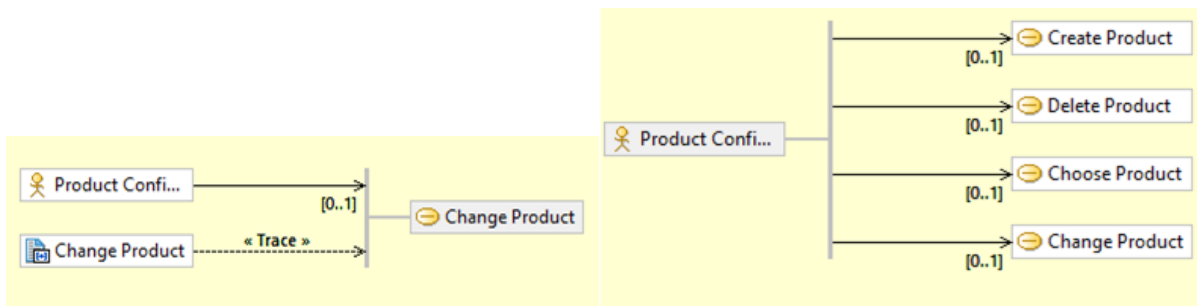 Product Confi...
[0..1]
Change Product
« Trace »
Change Product
Product Confi...
Create Product
[0..1]
Delete Product
[0..1]
Choose Product
[0..1]
Change Product
[0..1]